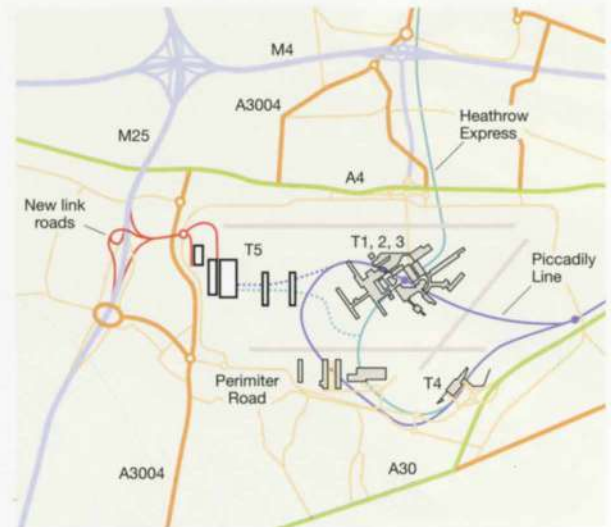 M4
A3004
M25
Heathrow
Express
A4
New link
roads
T5
T1, 2, 3
Piccadily
Line
T4
Perimiter
Road
A3004
A30